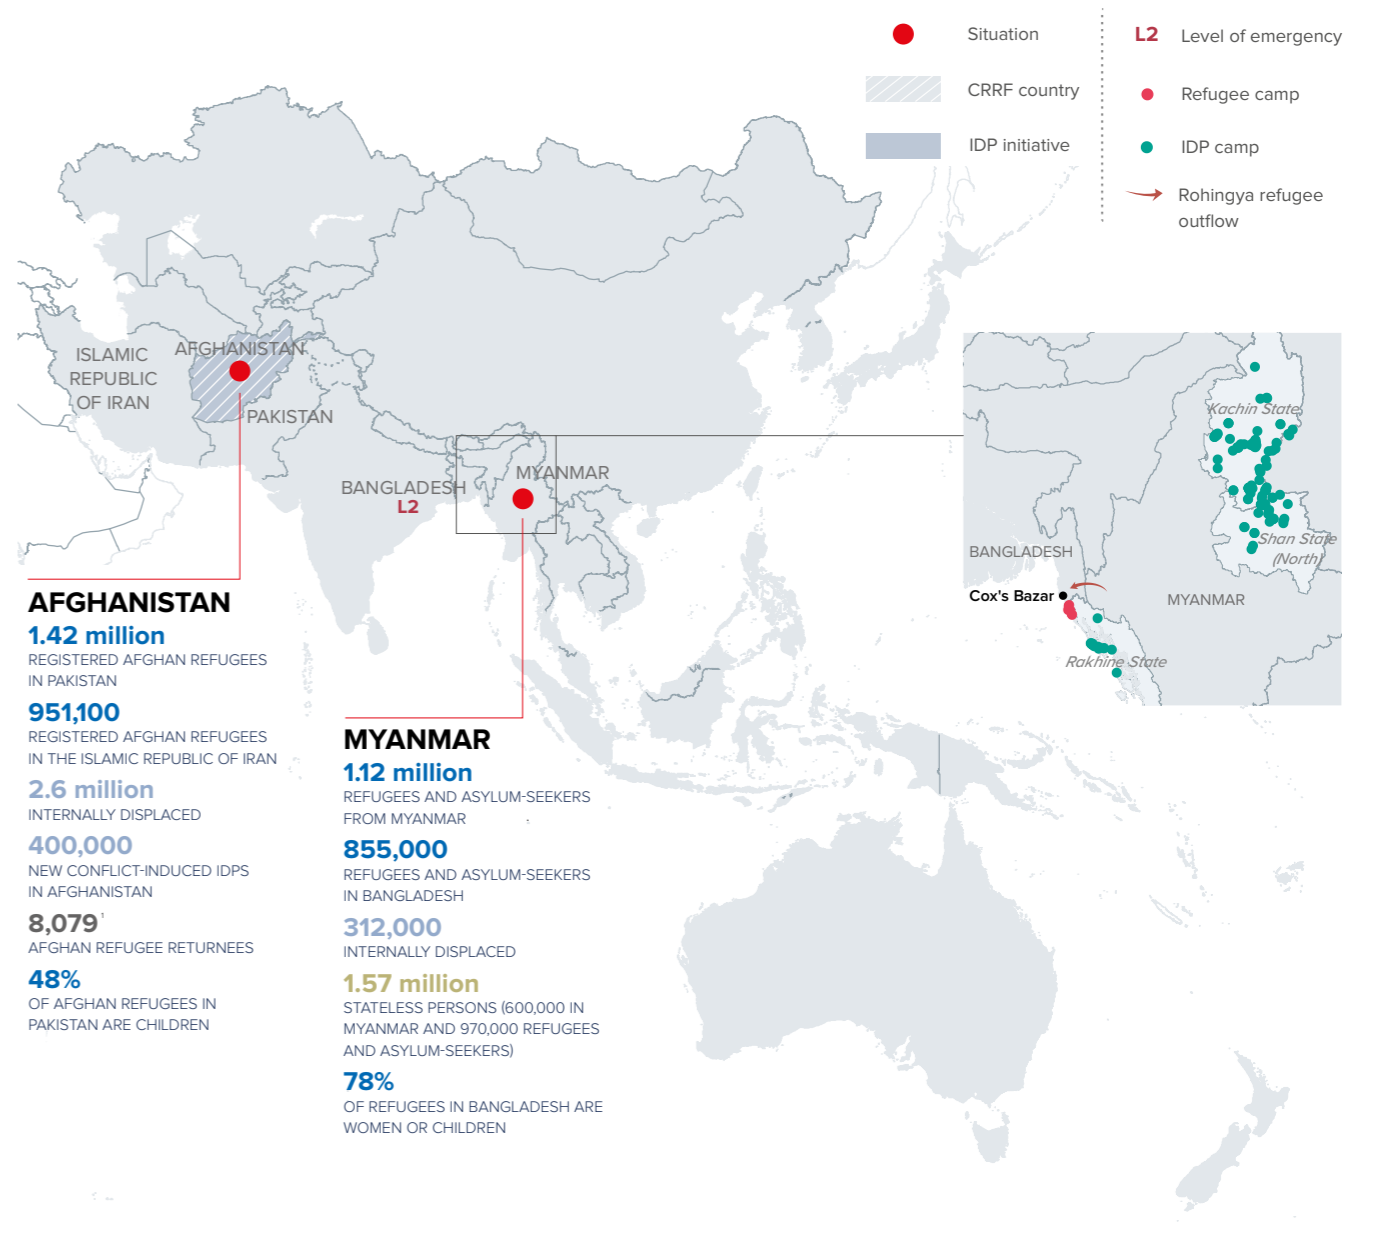 Situation
CRRF country
IDP initiative
L2 Level of emergency
Refugee camp
IDP camp
Rohingya refugee
outflow
ISLAMIC
REPUBLIC
OF IRAN
AFGHANISTAN
PAKISTAN
BANGLADESH
L2
MYANMAR
Kachin State
Shan State
(North)
BANGLADESH
Cox's Bazar
MYANMAR
Rakhine State
AFGHANISTAN
1.42 million
REGISTERED AFGHAN REFUGEES
IN PAKISTAN
951,100
REGISTERED AFGHAN REFUGEES
IN THE ISLAMIC REPUBLIC OF IRAN
2.6 million
INTERNALLY DISPLACED
400,000
NEW CONFLICT-INDUCED IDPS
IN AFGHANISTAN
8,079¹
AFGHAN REFUGEE RETURNEES
48%
OF AFGHAN REFUGEES IN
PAKISTAN ARE CHILDREN
MYANMAR
1.12 million
REFUGEES AND ASYLUM-SEEKERS
FROM MYANMAR
855,000
REFUGEES AND ASYLUM-SEEKERS
IN BANGLADESH
312,000
INTERNALLY DISPLACED
1.57 million
STATELESS PERSONS (600,000 IN
MYANMAR AND 970,000 REFUGEES
AND ASYLUM-SEEKERS)
78%
OF REFUGEES IN BANGLADESH ARE
WOMEN OR CHILDREN